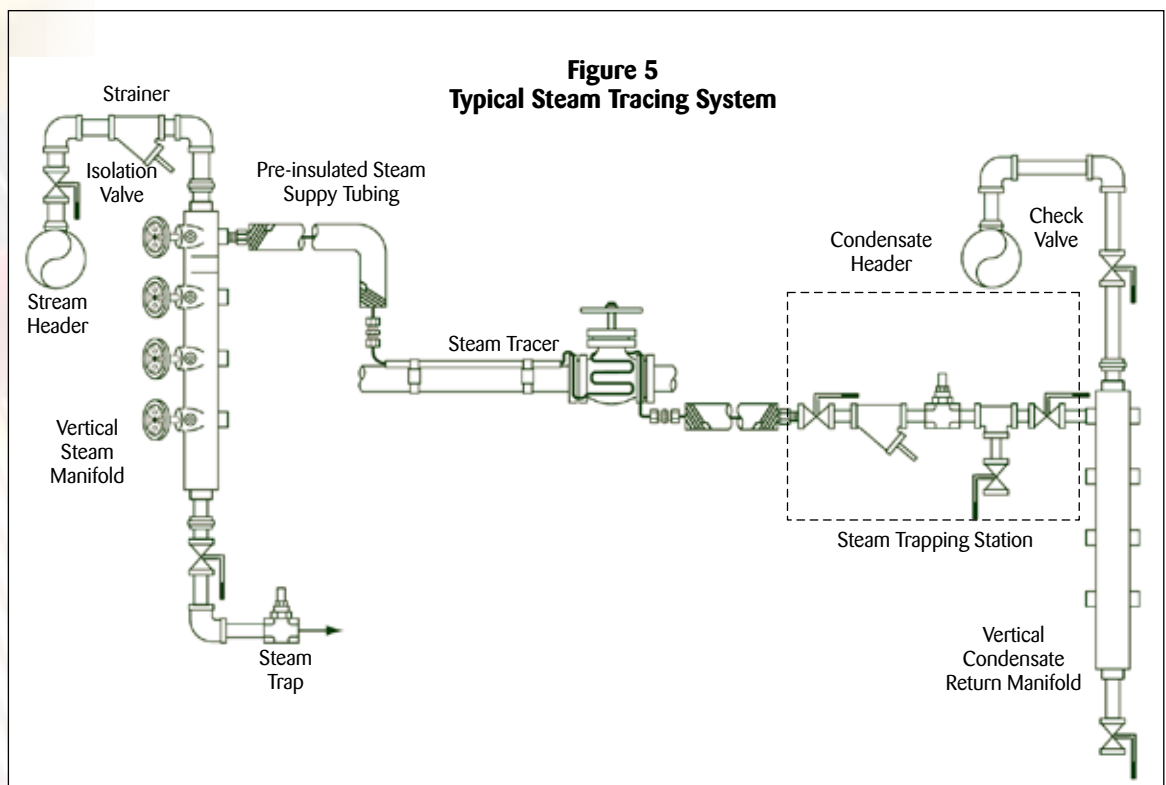 Figure 5
Typical Steam Tracing System
Strainer
Isolation
Valve
Pre-insulated Steam
Suppy Tubing
Stream
Header
Vertical
Steam
Manifold
Steam
Trap
Steam Tracer
Condensate
Header
Check
Valve
Steam Trapping Station
Vertical
Condensate
Return Manifold